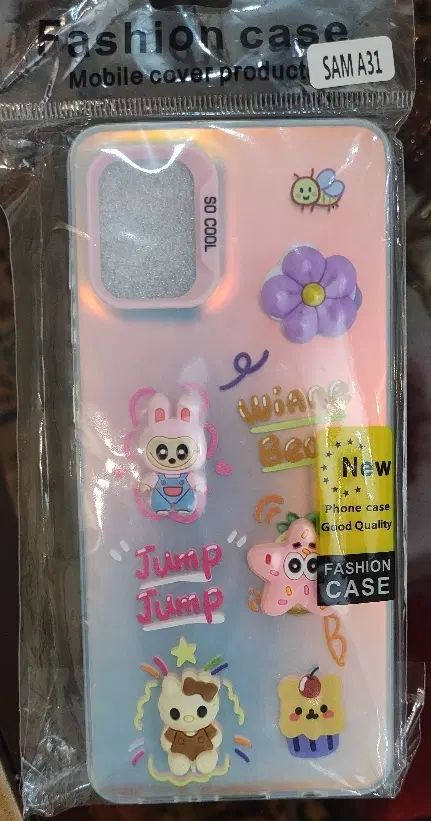 Fashion case
Mobile cover product
SAM A31
SO COOL
New
Phone case
Good Quality
FASHION
CASE
Jump
Jump
B